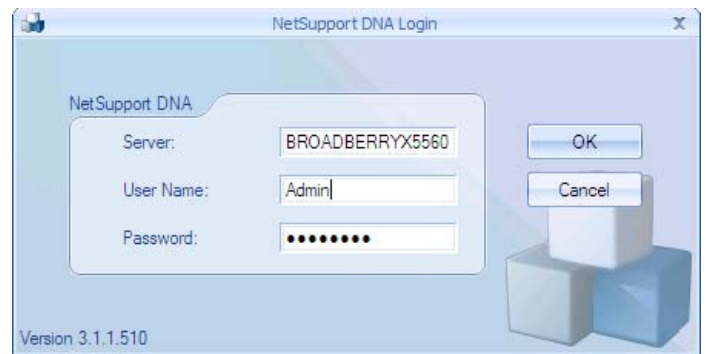 NetSupport DNA Login
X
NetSupport DNA
Server: BROADBERRYX5560
OK
User Name: Admin
Cancel
Password: ●●●●●●●●
Version 3.1.1.510